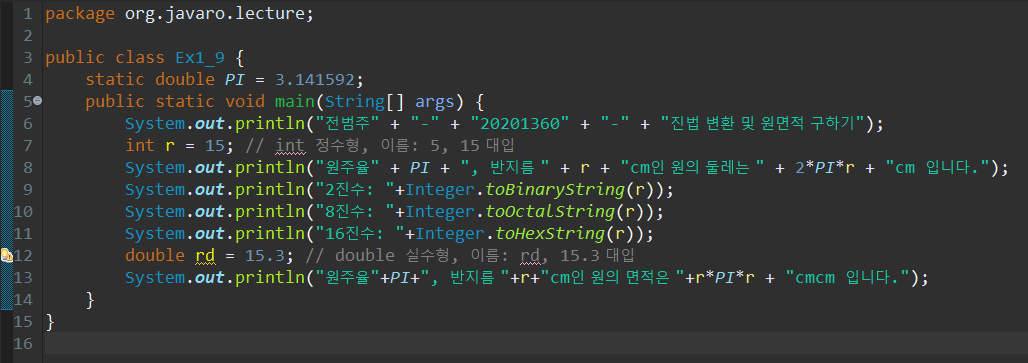 1 package org.javaro.lecture;
2
3 public class Ex1_9 {
4     static double PI = 3.141592;
5     public static void main(String[] args) {
6         System.out.println("전범주" + "-" + "20201360" + "-" + "진법 변환 및 원면적 구하기");
7         int r = 15; // int 정수형, 이름: 5, 15 대입
8         System.out.println("원주율" + PI + ", 반지름 " + r + "cm인 원의 둘레는 " + 2*PI*r + "cm 입니다.");
9         System.out.println("2진수: "+Integer.toBinaryString(r));
10         System.out.println("8진수: "+Integer.toOctalString(r));
11         System.out.println("16진수: "+Integer.toHexString(r));
12         double rd = 15.3; // double 실수형, 이름: rd, 15.3 대입
13         System.out.println("원주율"+PI+", 반지름 "+r+"cm인 원의 면적은 "+r*PI*r + "cmcm 입니다.");
14     }
15 }
16